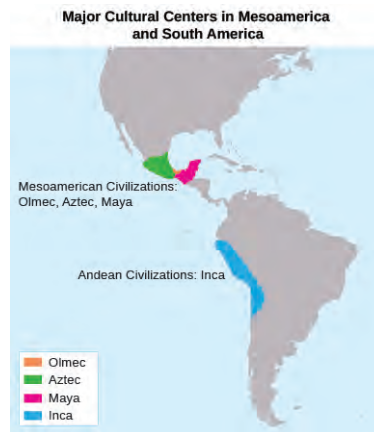 Major Cultural Centers in Mesoamerica
and South America
Mesoamerican Civilizations:
Olmec, Aztec, Maya
Andean Civilizations: Inca
Olmec
Aztec
Maya
Inca